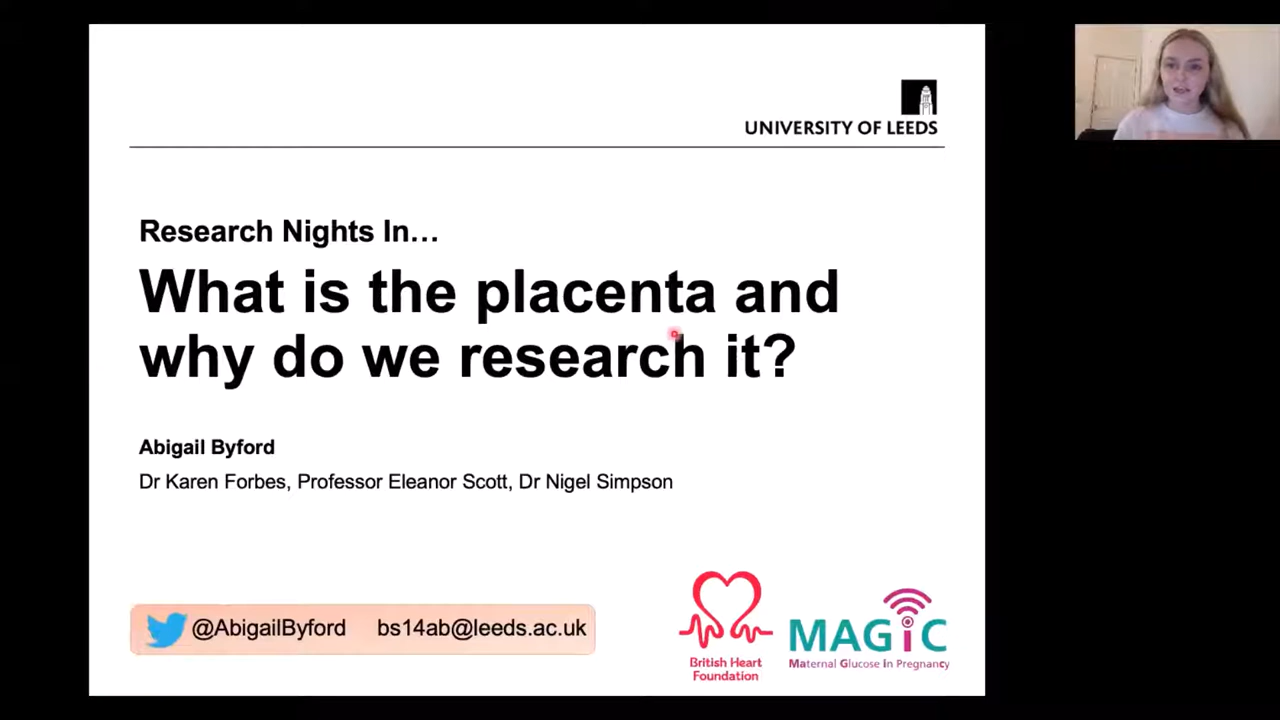 UNIVERSITY OF LEEDS
Research Nights In…
What is the placenta and
why do we research it?
Abigail Byford
Dr Karen Forbes, Professor Eleanor Scott, Dr Nigel Simpson
@AbigailByford bs14ab@leeds.ac.uk
British Heart
Foundation
MAGiC
Maternal Glucose In Pregnancy